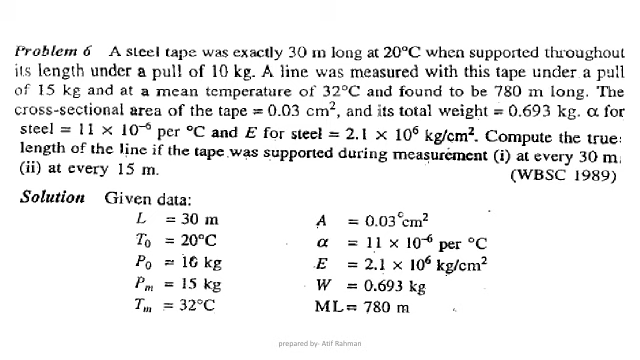 Problem 6 A steel tape was exactly 30 m long at 20°C when supported throughout
its length under a pull of 10 kg. A line was measured with this tape under a pull
of 15 kg and at a mean temperature of 32°C and found to be 780 m long. The
cross-sectional area of the tape = 0.03 cm², and its total weight = 0.693 kg. α for
steel = 11 × 10⁻⁶ per °C and E for steel = 2.1 × 10⁶ kg/cm². Compute the true
length of the line if the tape was supported during measurement (i) at every 30 m
(ii) at every 15 m. (WBSC 1989)
Solution Given data:
L = 30 m A = 0.03 cm²
T₀ = 20°C α = 11 × 10⁻⁶ per °C
P₀ = 10 kg E = 2.1 × 10⁶ kg/cm²
Pₘ = 15 kg W = 0.693 kg
Tₘ = 32°C ML = 780 m
prepared by- Atif Rahman